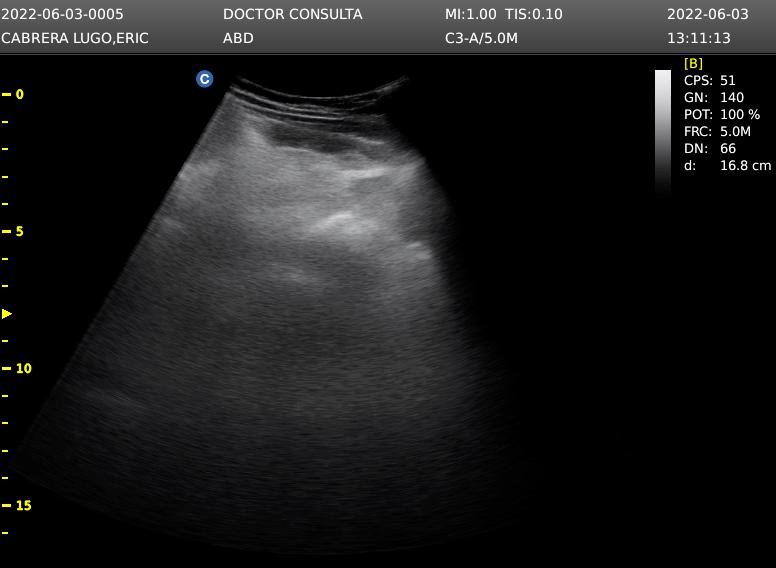 2022-06-03-0005 DOCTOR CONSULTA MI:1.00 TIS:0.10 2022-06-03
CABRERA LUGO,ERIC ABD C3-A/5.0M 13:11:13
C
[B]
CPS: 51
GN: 140
POT: 100 %
FRC: 5.0M
DN: 66
d: 16.8 cm
0
5
10
15